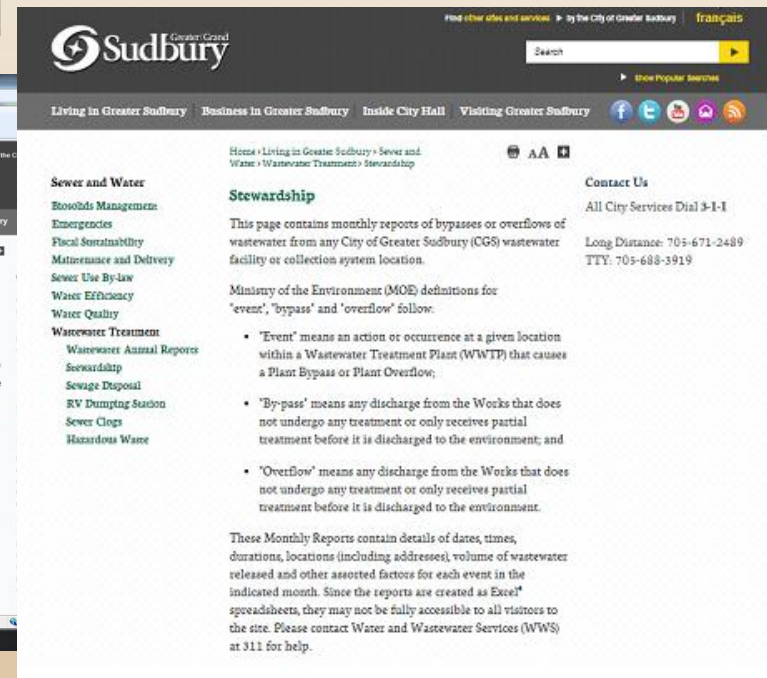 Find other sites and services ▶ by the City of Greater Sudbury français
Greater Grand
Sudbury
Search
▶ Show Popular Searches
Living in Greater Sudbury Business in Greater Sudbury Inside City Hall Visiting Greater Sudbury
Home › Living in Greater Sudbury › Sewer and
Water › Wastewater Treatment › Stewardship
AA
Sewer and Water
Biosolids Management
Emergencies
Fiscal Sustainability
Maintenance and Delivery
Sewer Use By-law
Water Efficiency
Water Quality
Wastewater Treatment
Wastewater Annual Reports
Stewardship
Sewage Disposal
RV Dumping Station
Sewer Clogs
Hazardous Waste
Stewardship
This page contains monthly reports of bypasses or overflows of
wastewater from any City of Greater Sudbury (CGS) wastewater
facility or collection system location.
Ministry of the Environment (MOE) definitions for
"event", "bypass" and "overflow" follow:
• "Event" means an action or occurrence at a given location
within a Wastewater Treatment Plant (WWTP) that causes
a Plant Bypass or Plant Overflow;
• "By-pass" means any discharge from the Works that does
not undergo any treatment or only receives partial
treatment before it is discharged to the environment; and
• "Overflow" means any discharge from the Works that does
not undergo any treatment or only receives partial
treatment before it is discharged to the environment.
These Monthly Reports contain details of dates, times,
durations, locations (including addresses), volume of wastewater
released and other assorted factors for each event in the
indicated month. Since the reports are created as Excel®
spreadsheets, they may not be fully accessible to all visitors to
the site. Please contact Water and Wastewater Services (WWS)
at 311 for help.
Contact Us
All City Services Dial 3-1-1
Long Distance: 705-671-2489
TTY: 705-688-3919